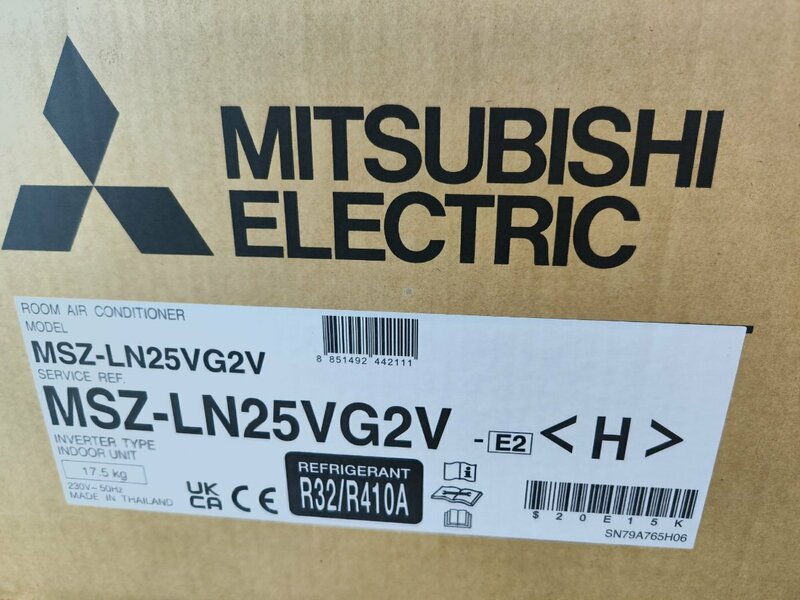 MITSUBISHI
ELECTRIC
ROOM AIR CONDITIONER
MODEL
MSZ-LN25VG2V
8 851492 442111
SERVICE REF.
MSZ-LN25VG2V - E2 <H>
INVERTER TYPE
INDOOR UNIT
17.5 kg
230V~50Hz
MADE IN THAILAND
UK
CA
CE
REFRIGERANT
R32/R410A
i
$20E15K
SN79A765H06